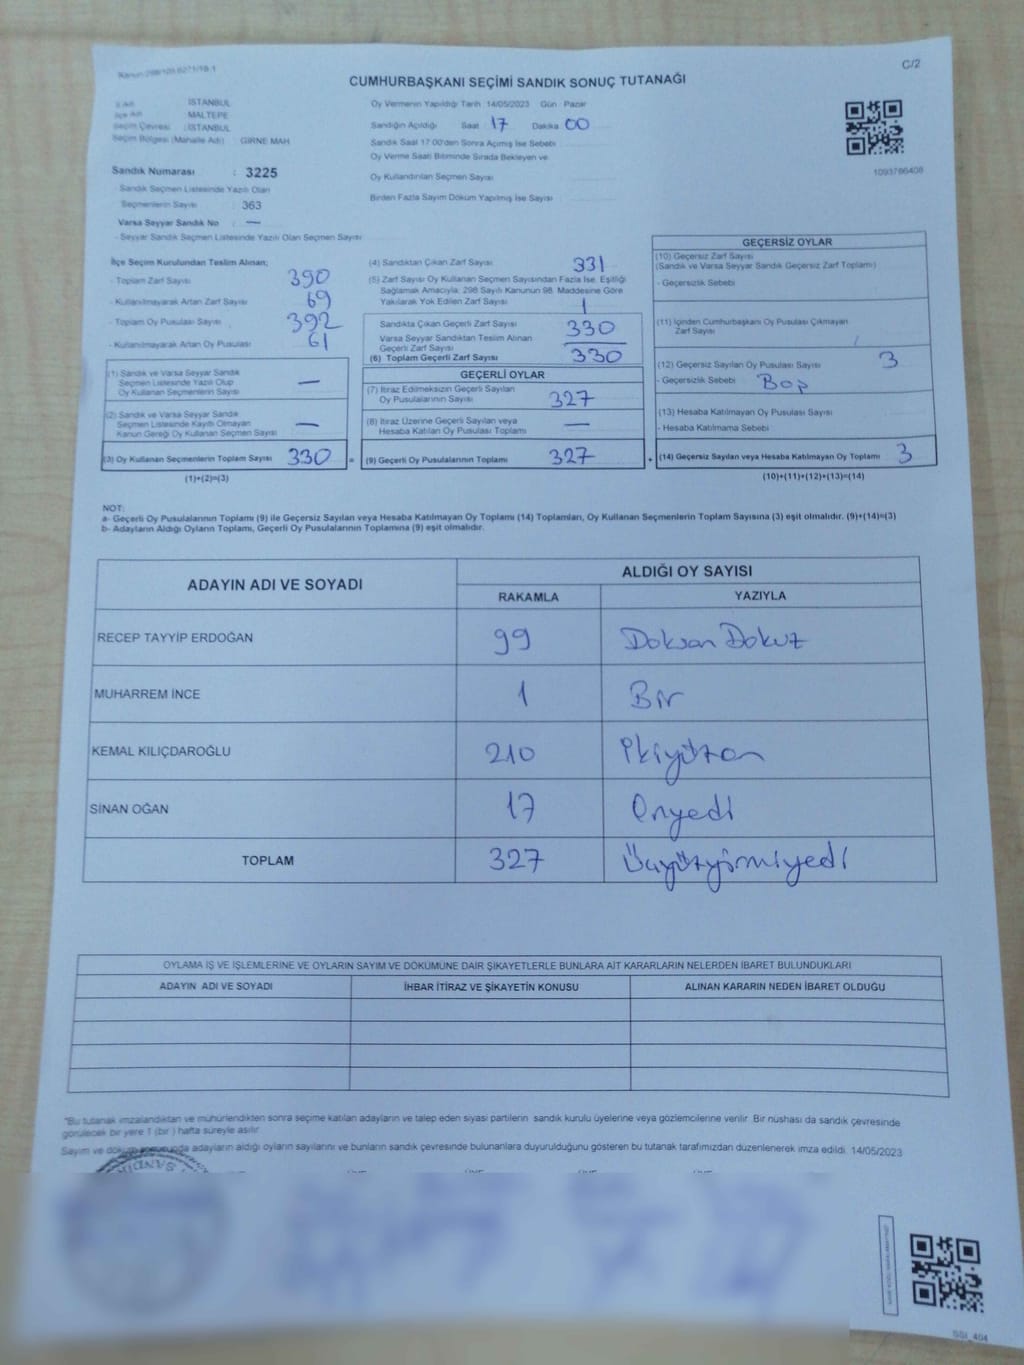 C/2
CUMHURBAŞKANI SEÇİMİ SANDIK SONUÇ TUTANAĞI
İl Adı : İSTANBUL
İlçe Adı MALTEPE
Seçim Çevresi : İSTANBUL
Seçim Bölgesi (Mahalle Adı) : GİRNE MAH
Oy Vermenin Yapıldığı Tarih :14/05/2023 Gün :Pazar
Sandığın Açıldığı Saat : 17 Dakika : 00
Sandık Saat 17:00'den Sonra Açımış İse Sebebi
Oy Verme Saati Bitiminde Sırada Bekleyen ve
Oy Kullandırılan Seçmen Sayısı
Birden Fazla Sayım Döküm Yapılmış İse Sayısı
1093766408
Sandık Numarası : 3225
- Sandık Seçmen Listesinde Yazılı Olan
Seçmenlerin Sayısı : 363
Varsa Seyyar Sandık No : —
- Seyyar Sandık Seçmen Listesinde Yazılı Olan Seçmen Sayısı
İlçe Seçim Kurulundan Teslim Alınan;
- Toplam Zarf Sayısı 390
- Kullanılmayarak Artan Zarf Sayısı 69
- Toplam Oy Pusulası Sayısı 392
- Kullanılmayarak Artan Oy Pusulası 61
(1) Sandık ve Varsa Seyyar Sandık
Seçmen Listesinde Yazılı Olup
Oy Kullanan Seçmenlerin Sayısı —
(2) Sandık ve Varsa Seyyar Sandık
Seçmen Listesinde Kayıtlı Olmayan
Kanun Gereği Oy Kullanan Seçmen Sayısı —
(3) Oy Kullanan Seçmenlerin Toplam Sayısı 330 =
(1)+(2)=(3)
(4) Sandıktan Çıkan Zarf Sayısı 331
(5) Zarf Sayısı Oy Kullanan Seçmen Sayısından Fazla İse, Eşitliği
Sağlamak Amacıyla; 298 Sayılı Kanunun 98. Maddesine Göre
Yakılarak Yok Edilen Zarf Sayısı 1
Sandıkta Çıkan Geçerli Zarf Sayısı 330
Varsa Seyyar Sandıktan Teslim Alınan
Geçerli Zarf Sayısı
(6) Toplam Geçerli Zarf Sayısı 330
GEÇERLİ OYLAR
(7) İtiraz Edilmeksizin Geçerli Sayılan
Oy Pusulalarının Sayısı 327
(8) İtiraz Üzerine Geçerli Sayılan veya
Hesaba Katılan Oy Pusulası Toplamı —
(9) Geçerli Oy Pusulalarının Toplamı 327 +
GEÇERSİZ OYLAR
(10) Geçersiz Zarf Sayısı
(Sandık ve Varsa Seyyar Sandık Geçersiz Zarf Toplamı)
- Geçersizlik Sebebi
(11) İçinden Cumhurbaşkanı Oy Pusulası Çıkmayan
Zarf Sayısı
(12) Geçersiz Sayılan Oy Pusulası Sayısı 3
- Geçersizlik Sebebi
(13) Hesaba Katılmayan Oy Pusulası Sayısı
- Hesaba Katılmama Sebebi
(14) Geçersiz Sayılan veya Hesaba Katılmayan Oy Toplamı 3
(10)+(11)+(12)+(13)=(14)
NOT:
a- Geçerli Oy Pusulalarının Toplamı (9) ile Geçersiz Sayılan veya Hesaba Katılmayan Oy Toplamı (14) Toplamları, Oy Kullanan Seçmenlerin Toplam Sayısına (3) eşit olmalıdır. (9)+(14)=(3)
b- Adayların Aldığı Oyların Toplamı, Geçerli Oy Pusulalarının Toplamına (9) eşit olmalıdır.
ADAYIN ADI VE SOYADI ALDIĞI OY SAYISI
RAKAMLA YAZIYLA
RECEP TAYYİP ERDOĞAN 99 Doksan Dokuz
MUHARREM İNCE 1 Bir
KEMAL KILIÇDAROĞLU 210 İkiyüzon
SİNAN OĞAN 17 Onyedi
TOPLAM 327 Üçyüzyirmiyedi
OYLAMA İŞ VE İŞLEMLERİNE VE OYLARIN SAYIM VE DÖKÜMÜNE DAİR ŞİKAYETLERLE BUNLARA AİT KARARLARIN NELERDEN İBARET BULUNDUKLARI
ADAYIN ADI VE SOYADI İHBAR İTİRAZ VE ŞİKAYETİN KONUSU ALINAN KARARIN NEDEN İBARET OLDUĞU
"Bu tutanak imzalandıktan ve mühürlendikten sonra seçime katılan adayların ve talep eden siyasi partilerin sandık kurulu üyelerine veya gözlemcilerine verilir. Bir nüshası da sandık çevresinde
görülecek bir yere 1 (bir ) hafta süreyle asılır.
Sayım ve döküm sonucunda adayların aldığı oyların sayılarını ve bunların sandık çevresinde bulunanlara duyurulduğunu gösteren bu tutanak tarafımızdan düzenlenerek imza edildi. 14/05/2023